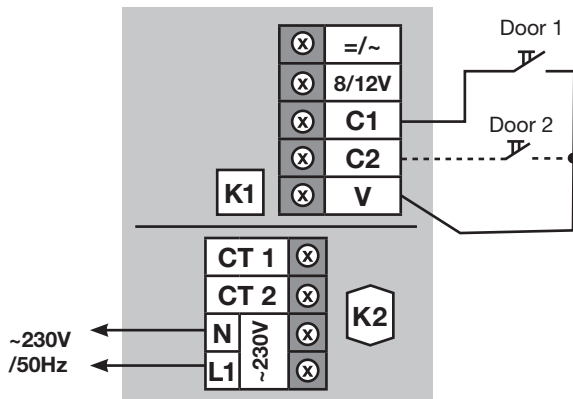 Door 1
=/~
8/12V
C1
Door 2
C2
K1
V
CT 1
CT 2
K2
N
~230V
~230V
/50Hz
L1